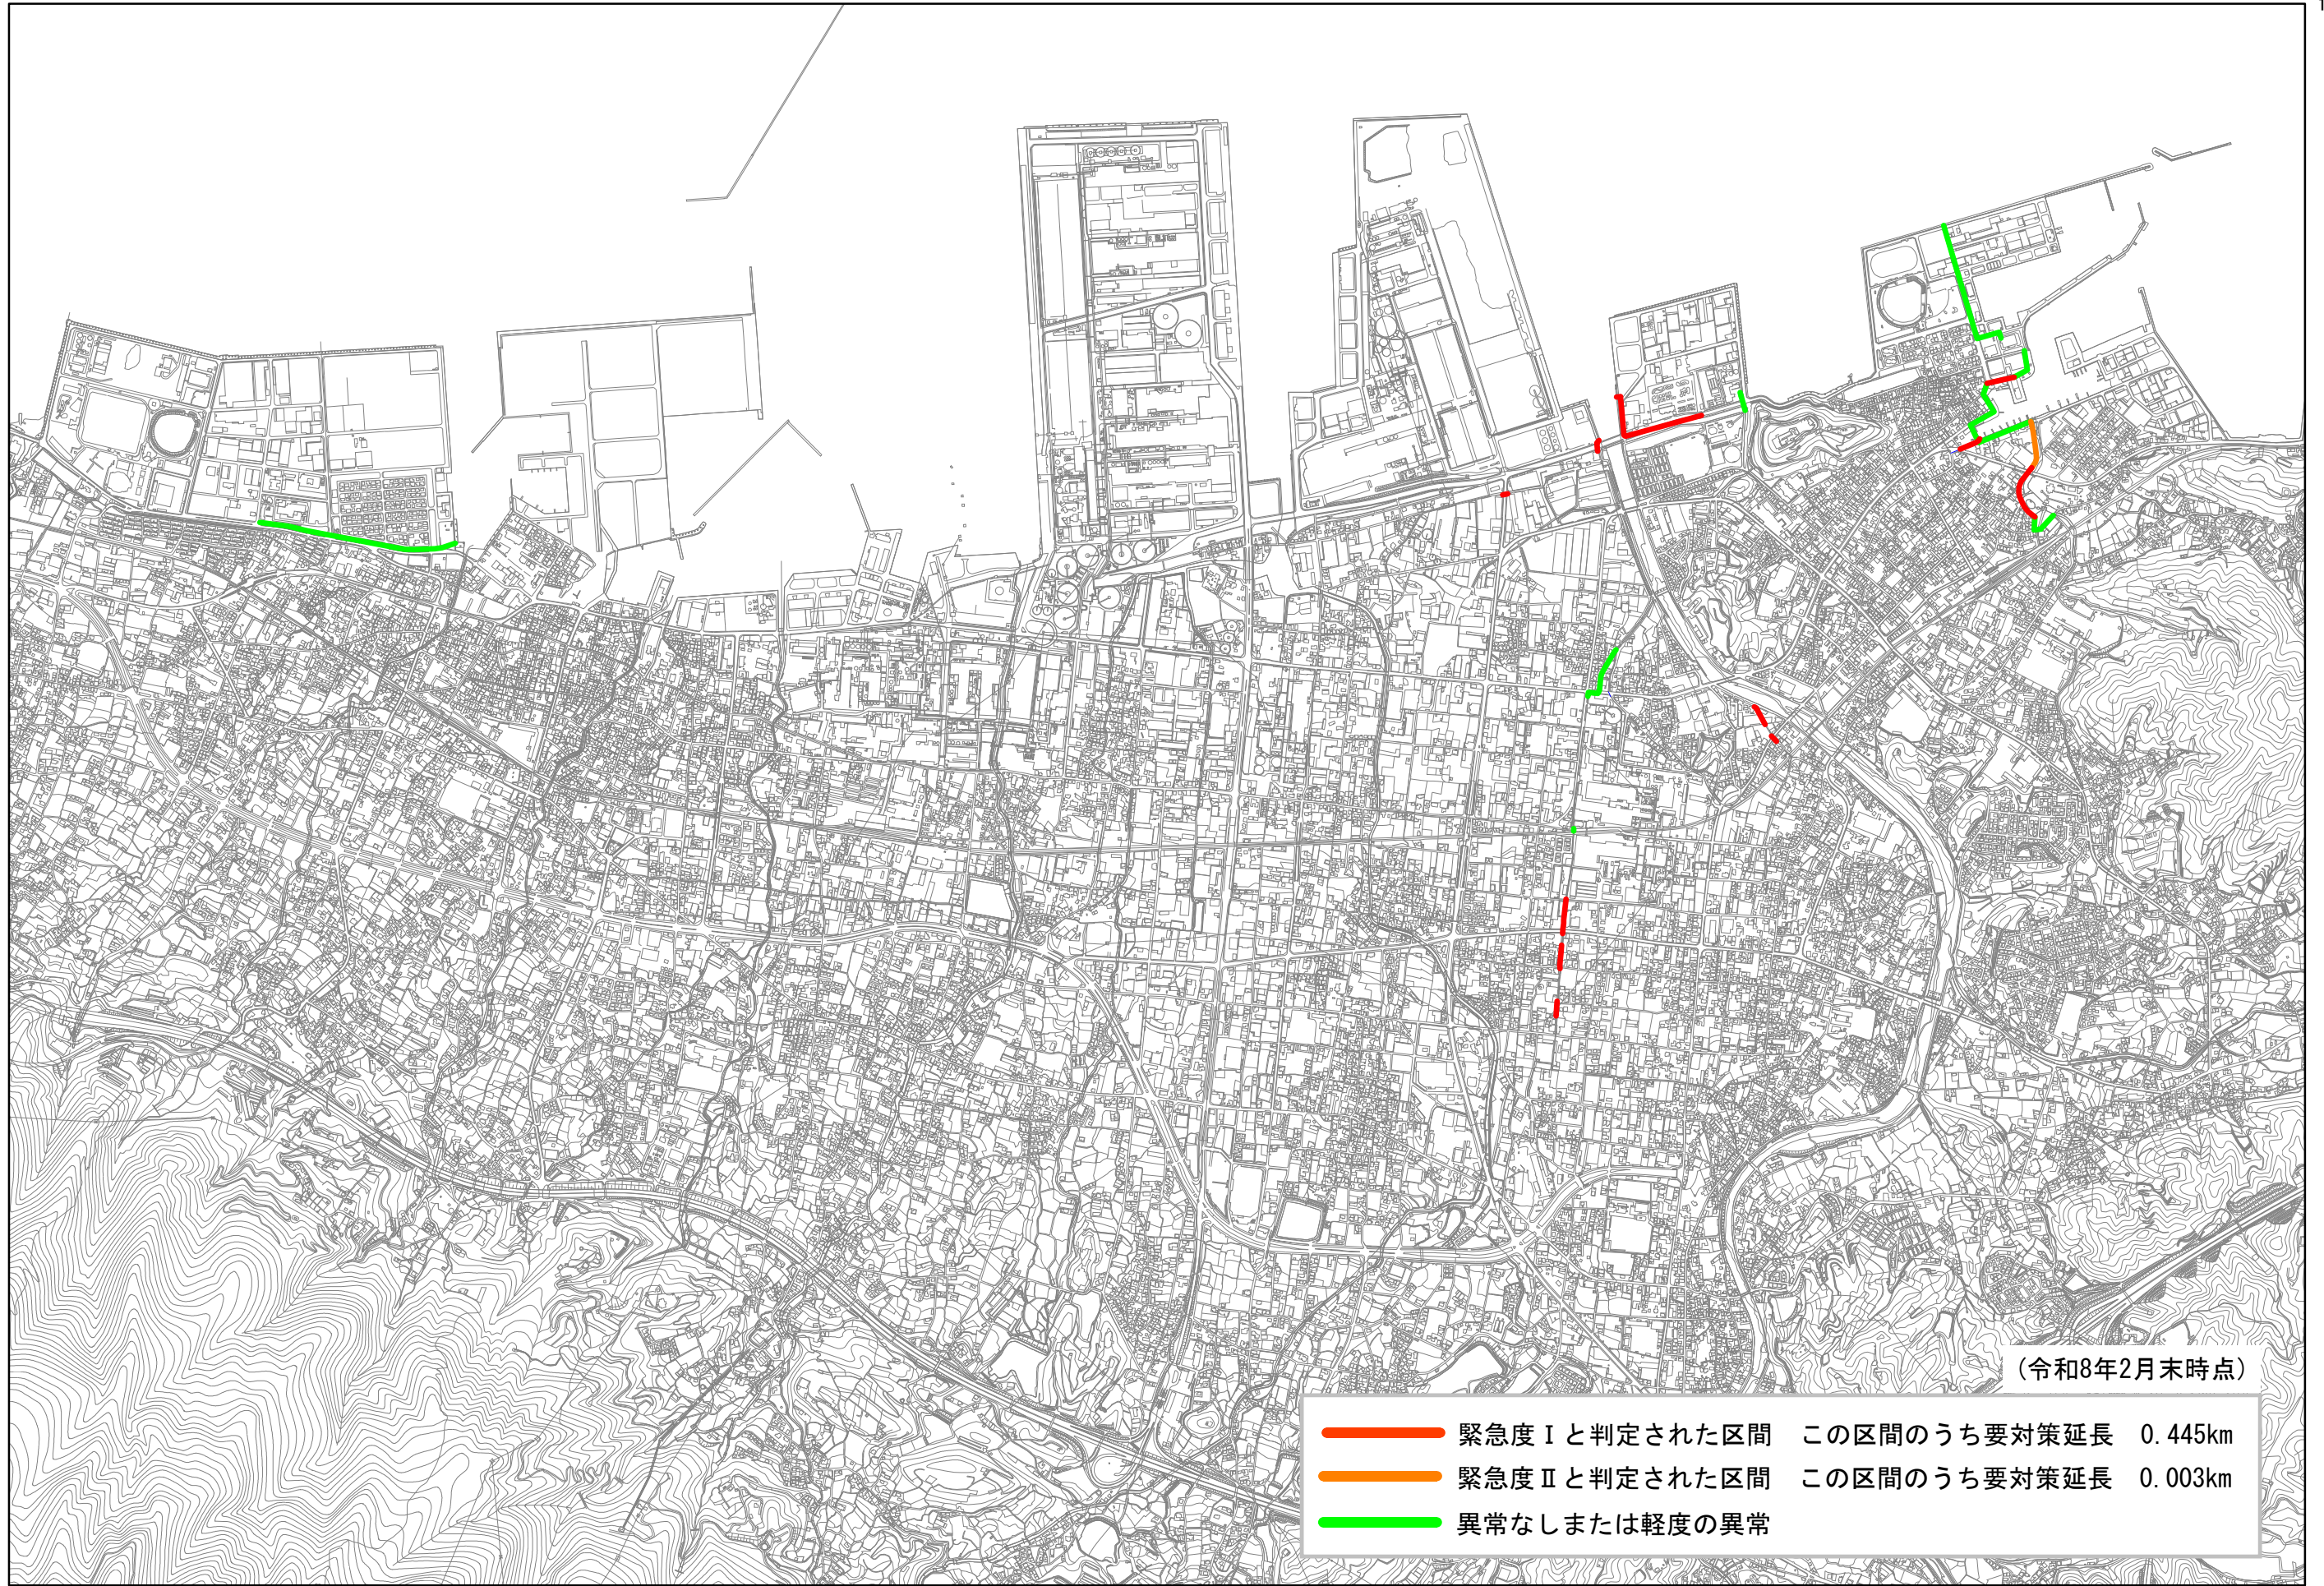 (令和8年2月末時点)
緊急度Ⅰと判定された区間　この区間のうち要対策延長　0.445km
緊急度Ⅱと判定された区間　この区間のうち要対策延長　0.003km
異常なしまたは軽度の異常